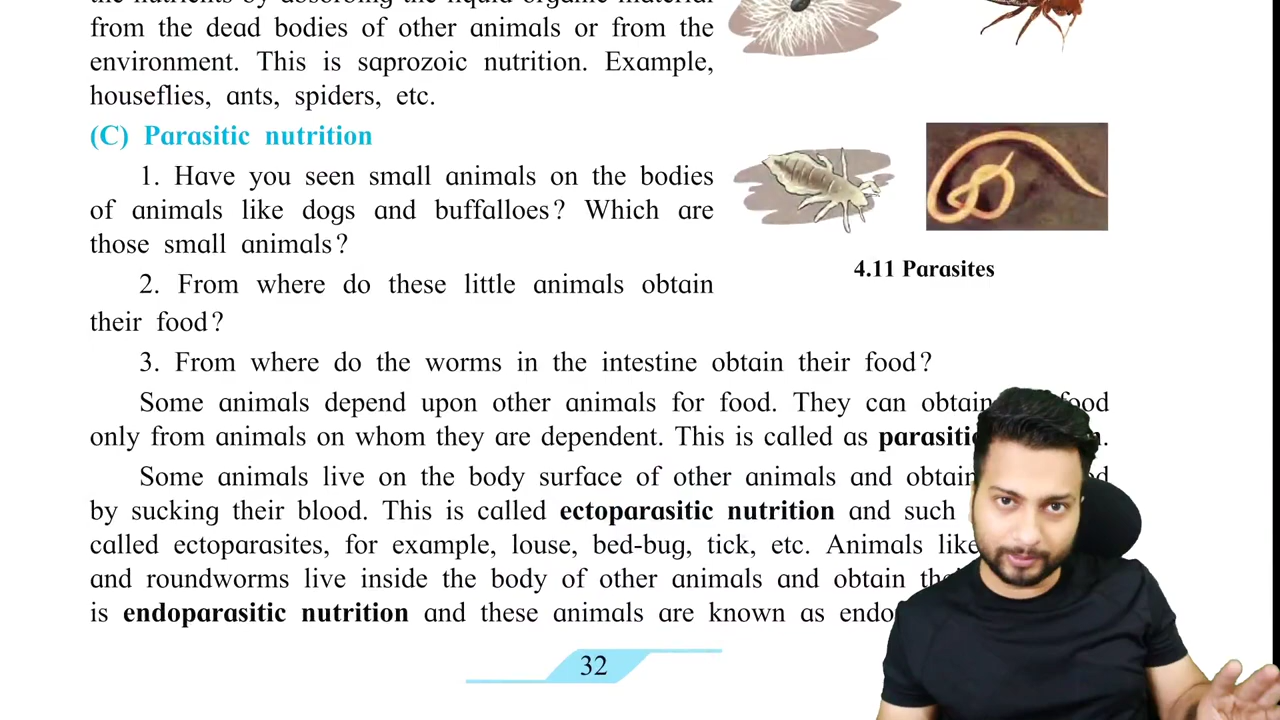 from the dead bodies of other animals or from the
environment. This is saprozoic nutrition. Example,
houseflies, ants, spiders, etc.
(C) Parasitic nutrition
1. Have you seen small animals on the bodies
of animals like dogs and buffalloes? Which are
those small animals?
4.11 Parasites
2. From where do these little animals obtain
their food?
3. From where do the worms in the intestine obtain their food?
Some animals depend upon other animals for food. They can obtain food
only from animals on whom they are dependent. This is called as
Some animals live on the body surface of other animals and obtain
by sucking their blood. This is called ectoparasitic nutrition and such
called ectoparasites, for example, louse, bed-bug, tick, etc. Animals like
and roundworms live inside the body of other animals and obtain
is endoparasitic nutrition and these animals are known as
32